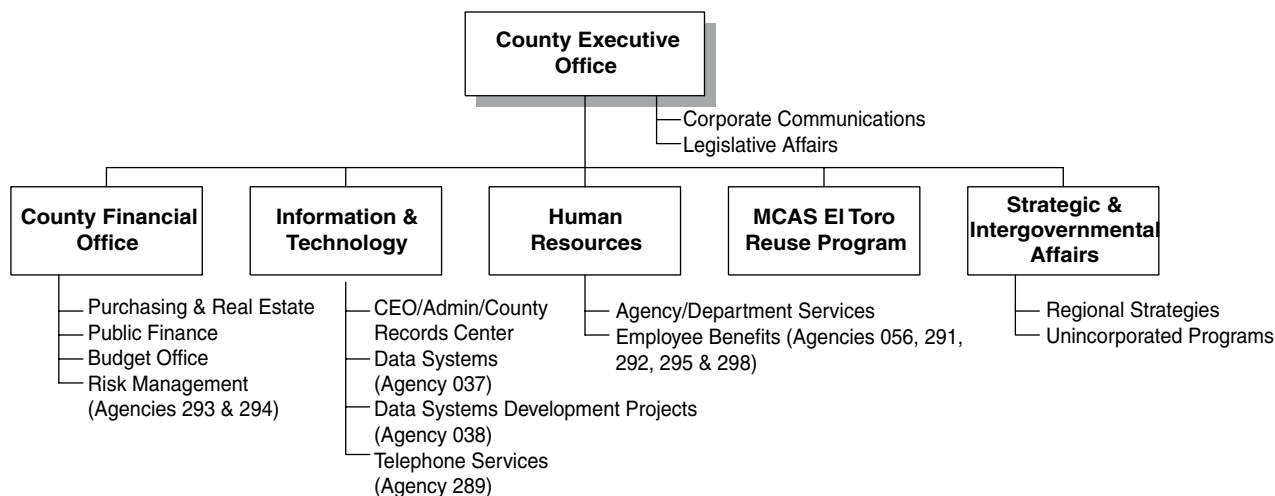 County Executive
Office
Corporate Communications
Legislative Affairs
County Financial
Office
Purchasing & Real Estate
Public Finance
Budget Office
Risk Management
(Agencies 293 & 294)
Information &
Technology
CEO/Admin/County
Records Center
Data Systems
(Agency 037)
Data Systems Development Projects
(Agency 038)
Telephone Services
(Agency 289)
Human
Resources
Agency/Department Services
Employee Benefits (Agencies 056, 291,
292, 295 & 298)
MCAS El Toro
Reuse Program
Strategic &
Intergovernmental
Affairs
Regional Strategies
Unincorporated Programs